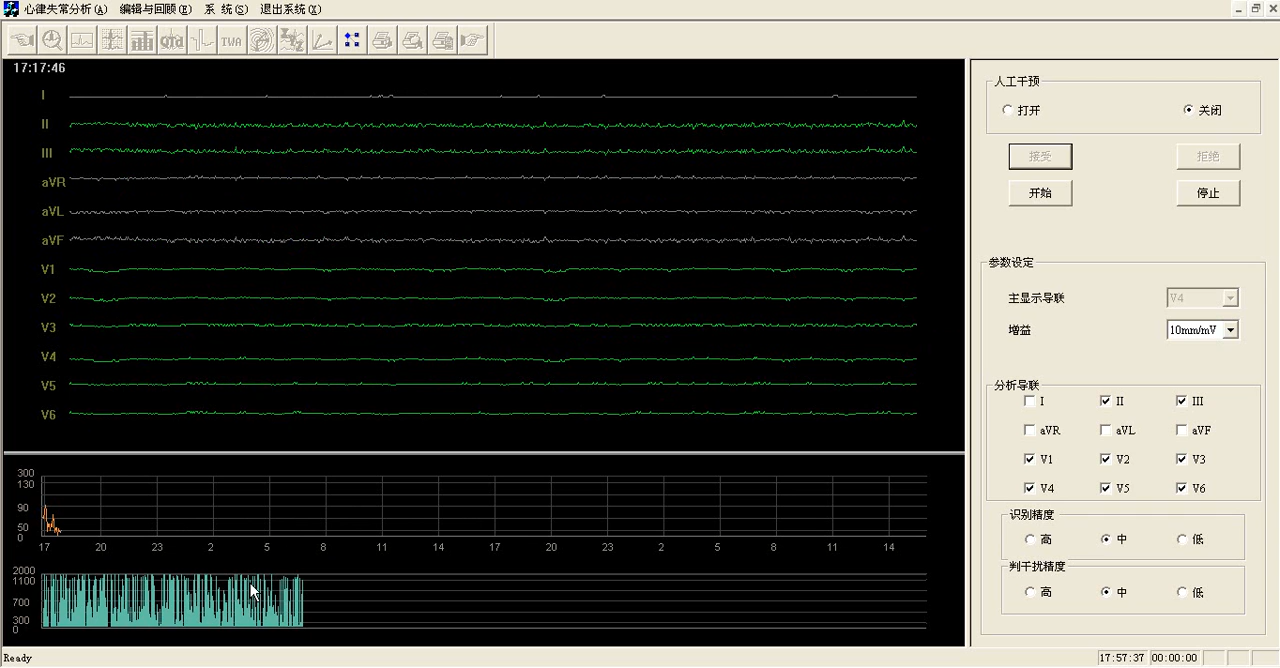 心律失常分析(A) 编辑与回顾(E) 系 统(S) 退出系统(X)
QTd TWA
17:17:46
I
II
III
aVR
aVL
aVF
V1
V2
V3
V4
V5
V6
300
130
90
50
0
17 20 23 2 5 8 11 14 17 20 23 2 5 8 11 14
2000
1100
700
300
0
人工干预
打开 关闭
接受 拒绝
开始 停止
参数设定
主显示导联 V4
增益 10mm/mV
分析导联
I II III
aVR aVL aVF
V1 V2 V3
V4 V5 V6
识别精度
高 中 低
判干扰精度
高 中 低
Ready 17:57:37 00:00:00